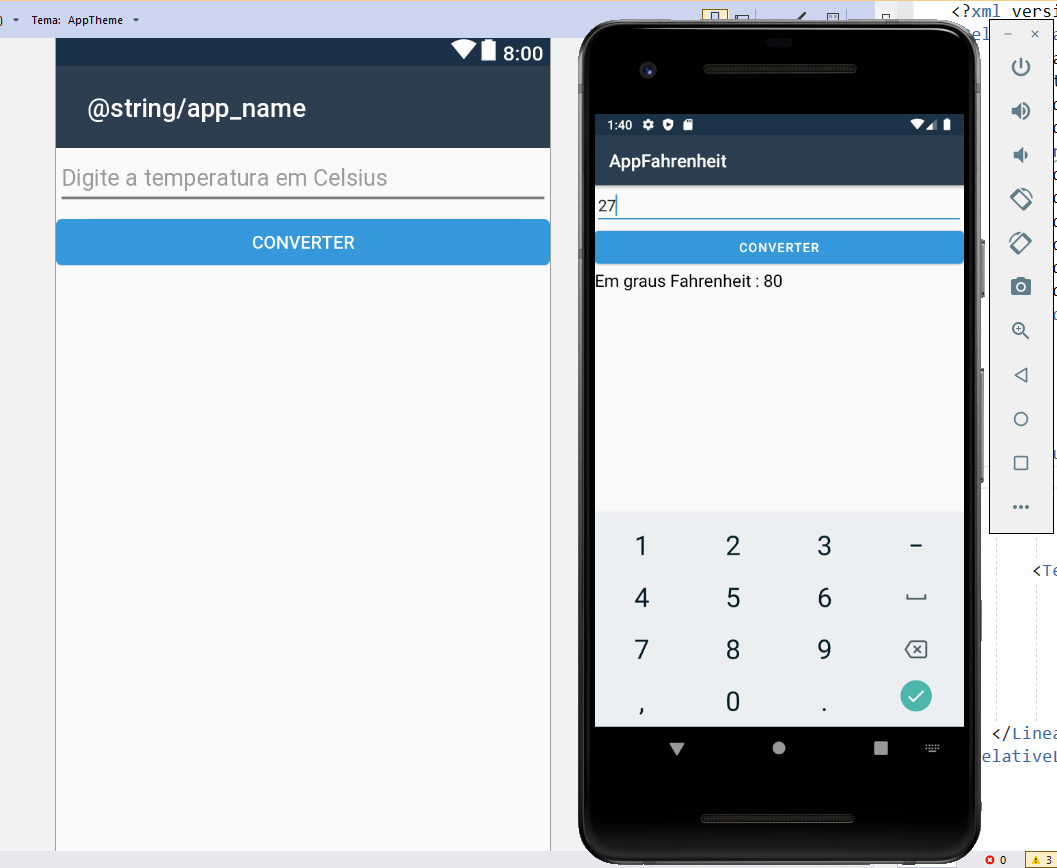 ) Tema: AppTheme
8:00
@string/app_name
Digite a temperatura em Celsius
CONVERTER
1:40
AppFahrenheit
27
CONVERTER
Em graus Fahrenheit : 80
1 2 3 -
4 5 6
7 8 9
, 0 .
<?xml versi
<Te
</Linea
elativeL
0 3